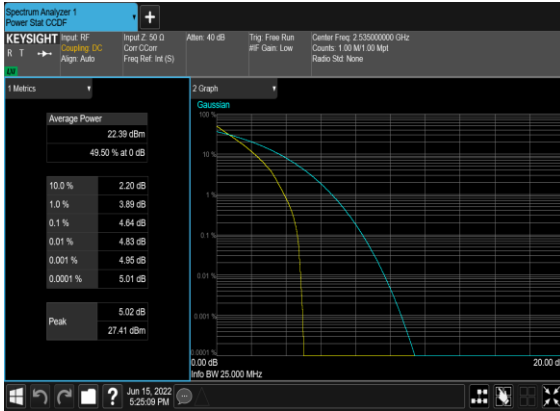 Spectrum Analyzer 1
Power Stat CCDF
+
KEYSIGHT
R T
LXI
Input: RF
Coupling: DC
Align: Auto
Input Z: 50 Ω
Corr CCorr
Freq Ref: Int (S)
Atten: 40 dB
Trig: Free Run
#IF Gain: Low
Center Freq: 2.535000000 GHz
Counts: 1.00 M/1.00 Mpt
Radio Std: None
1 Metrics
Average Power
22.39 dBm
49.50 % at 0 dB
10.0 % 2.20 dB
1.0 % 3.89 dB
0.1 % 4.64 dB
0.01 % 4.83 dB
0.001 % 4.95 dB
0.0001 % 5.01 dB
Peak
5.02 dB
27.41 dBm
2 Graph
Gaussian
100 %
10 %
1 %
0.1 %
0.01 %
0.001 %
0.0001 %
0.00 dB
20.00 d
Info BW 25.000 MHz
?
Jun 15, 2022
5:25:09 PM